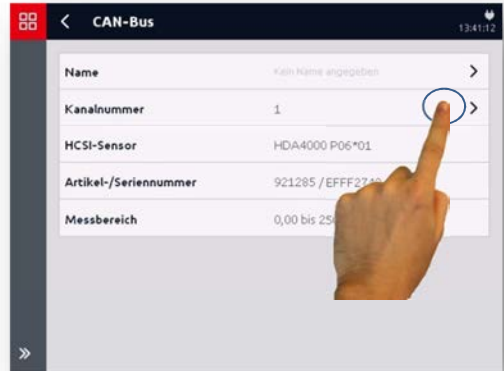 CAN-Bus
13:41:12
Name Kein Name angegeben
Kanalnummer 1
HCSI-Sensor HDA4000 P06*01
Artikel-/Seriennummer 921285 / EFFF2
Messbereich 0,00 bis 25